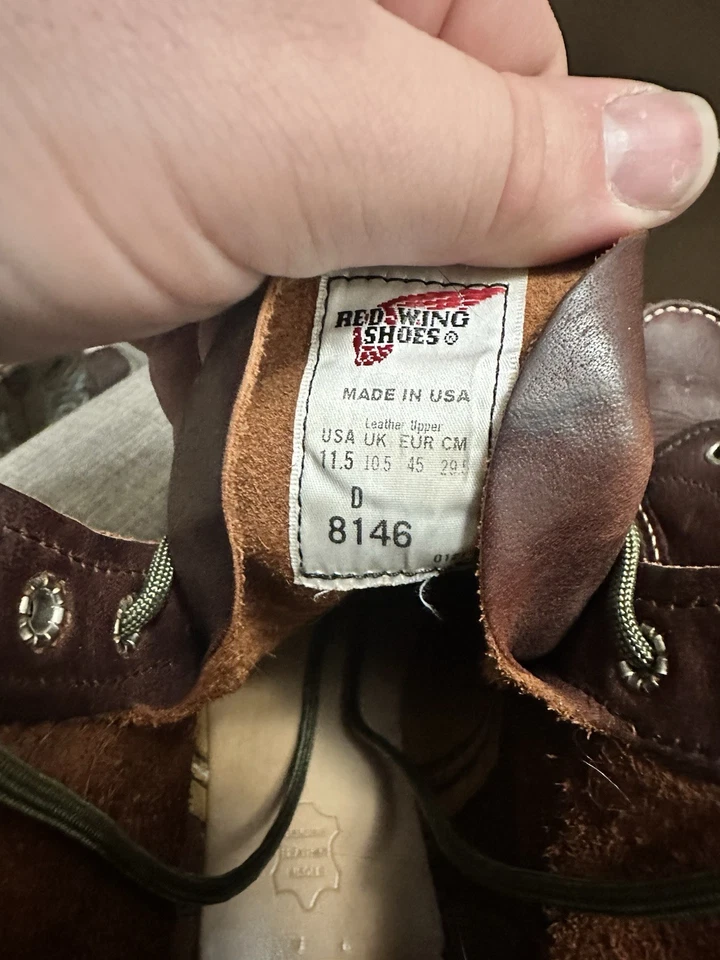 RED WING
SHOES®
MADE IN USA
Leather Upper
USA UK EUR CM
11.5 10.5 45 29.5
D
8146
LEATHER